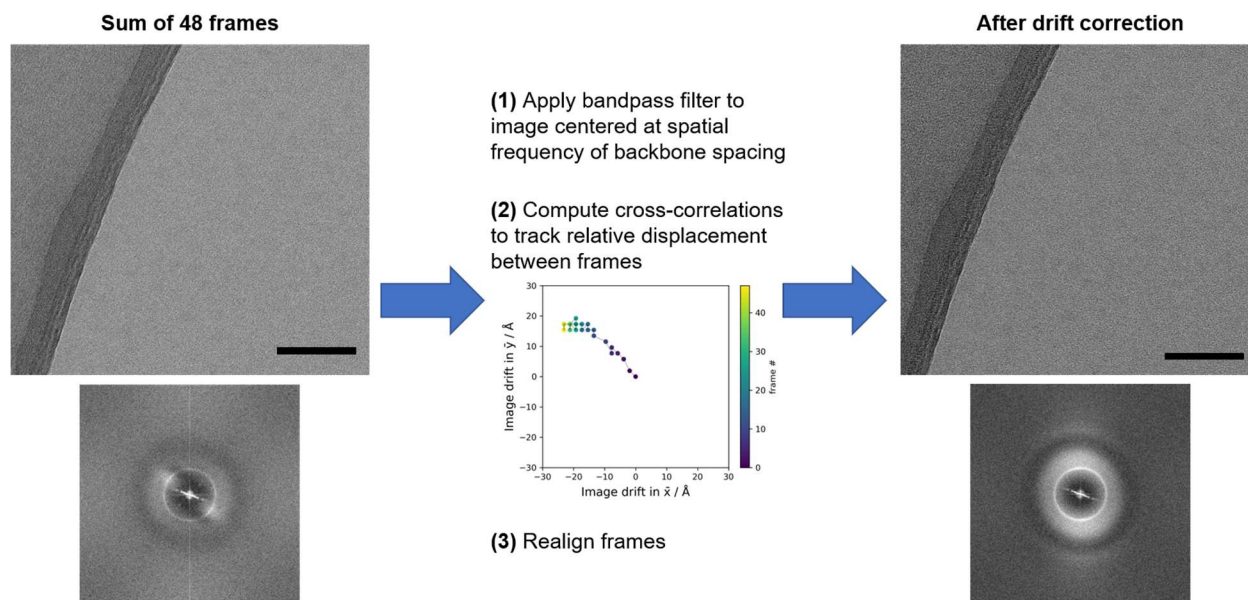 Sum of 48 frames
After drift correction
(1) Apply bandpass filter to
image centered at spatial
frequency of backbone spacing
(2) Compute cross-correlations
to track relative displacement
between frames
30
20
10
0
−10
−20
−30
Image drift in ȳ / Å
−30
−20
−10
0
10
20
30
Image drift in x̄ / Å
40
30
20
10
0
frame #
(3) Realign frames